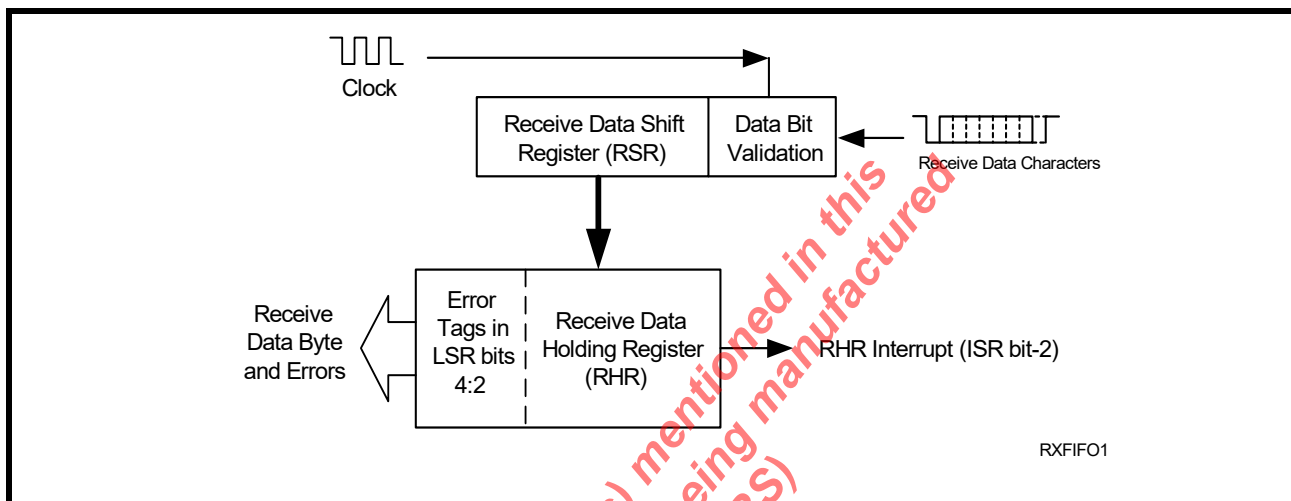 Clock
Receive Data Shift
Register (RSR)
Data Bit
Validation
Receive Data Characters
Receive
Data Byte
and Errors
Error
Tags in
LSR bits
4:2
Receive Data
Holding Register
(RHR)
RHR Interrupt (ISR bit-2)
RXFIFO1
mentioned in this
being manufactured